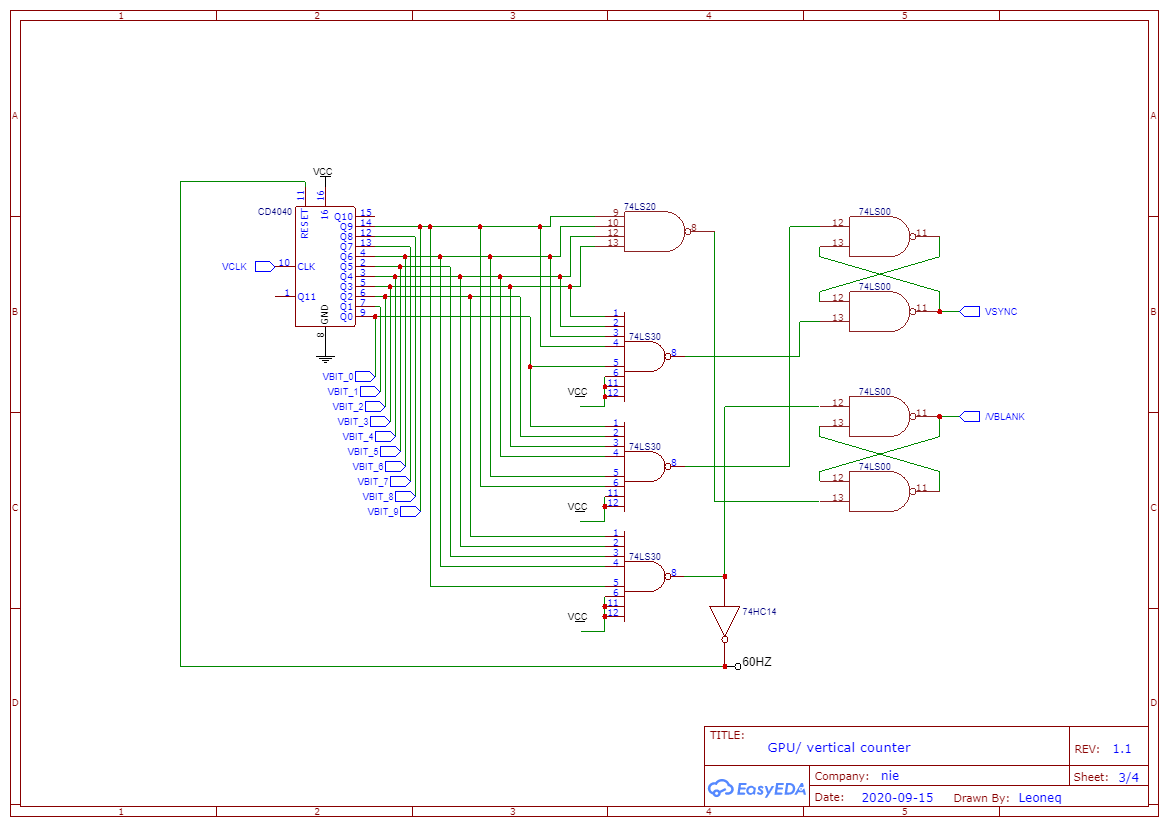 1 2 3 4 5
A A
B B
C C
D D
VCC
CD4040
11
16
RESET
16
Q10 15
Q9 14
Q8 12
Q7 13
Q6 4
Q5 2
Q4 3
Q3 5
Q2 6
Q1 7
Q0 9
VCLK 10 CLK
1 Q11
GND
8
VBIT_0
VBIT_1
VBIT_2
VBIT_3
VBIT_4
VBIT_5
VBIT_6
VBIT_7
VBIT_8
VBIT_9
74LS20
9
10
12
13
8
74LS30
1
2
3
4
5
6
11
12
8
VCC
74LS30
1
2
3
4
5
6
11
12
8
VCC
74LS30
1
2
3
4
5
6
11
12
8
VCC
74HC14
60HZ
74LS00
12
13
11
74LS00
12
13
11
VSYNC
74LS00
12
13
11
/VBLANK
74LS00
12
13
11
TITLE:
GPU/ vertical counter
REV: 1.1
EasyEDA
Company: nie
Sheet: 3/4
Date: 2020-09-15 Drawn By: Leoneq
1 2 3 4 5